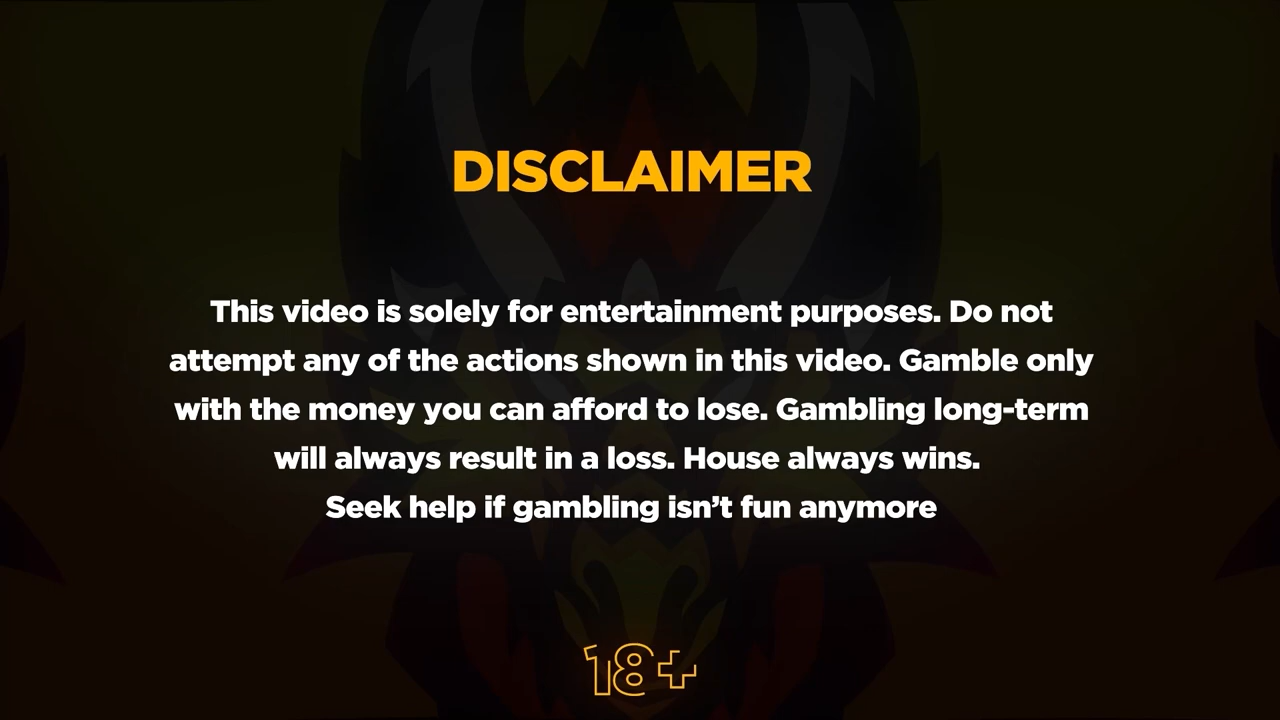 DISCLAIMER
This video is solely for entertainment purposes. Do not
attempt any of the actions shown in this video. Gamble only
with the money you can afford to lose. Gambling long-term
will always result in a loss. House always wins.
Seek help if gambling isn’t fun anymore
18+